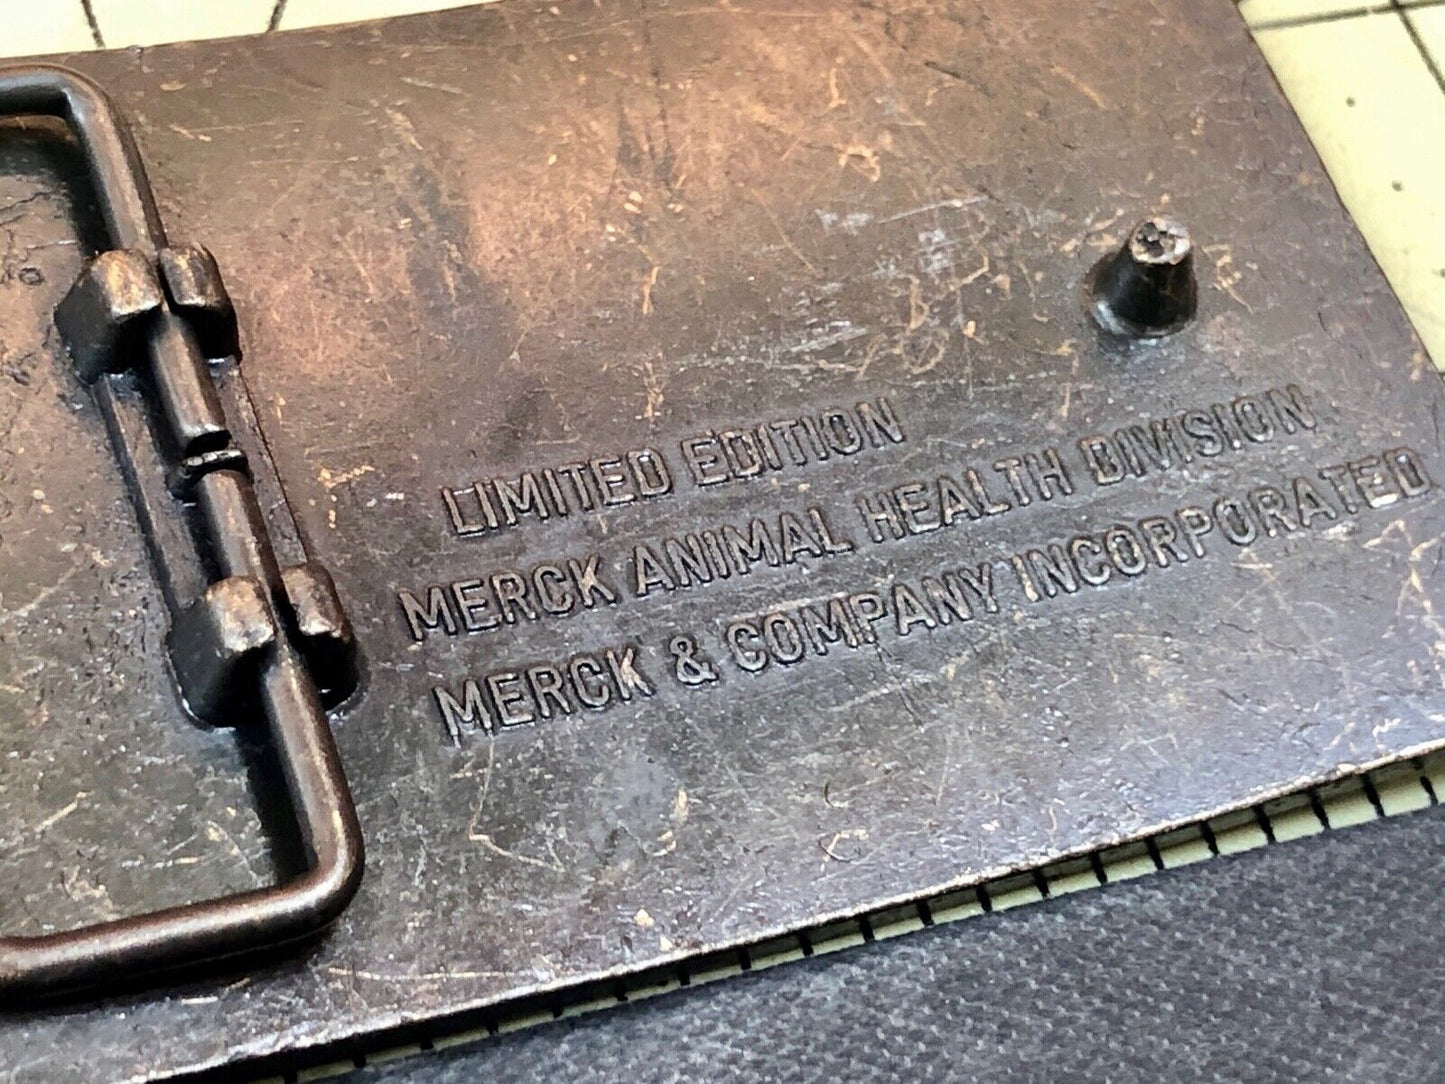 LIMITED EDITION
MERCK ANIMAL HEALTH DIVISION
MERCK & COMPANY INCORPORATED